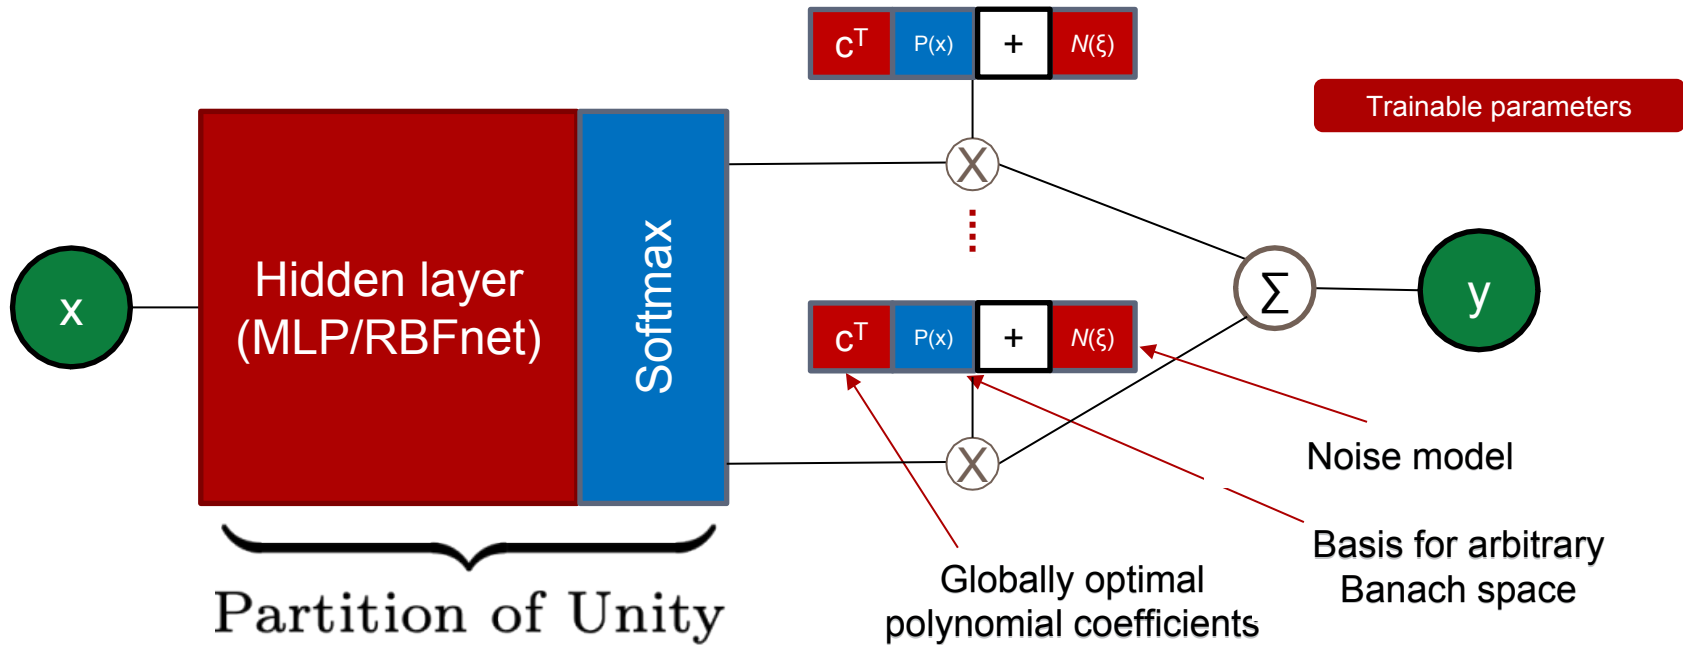 cᵀ P(x) + N(ξ)
Trainable parameters
X
x
Hidden layer
(MLP/RBFnet)
Softmax
∑
y
cᵀ P(x) + N(ξ)
X
Noise model
Basis for arbitrary
Banach space
Globally optimal
polynomial coefficients
Partition of Unity